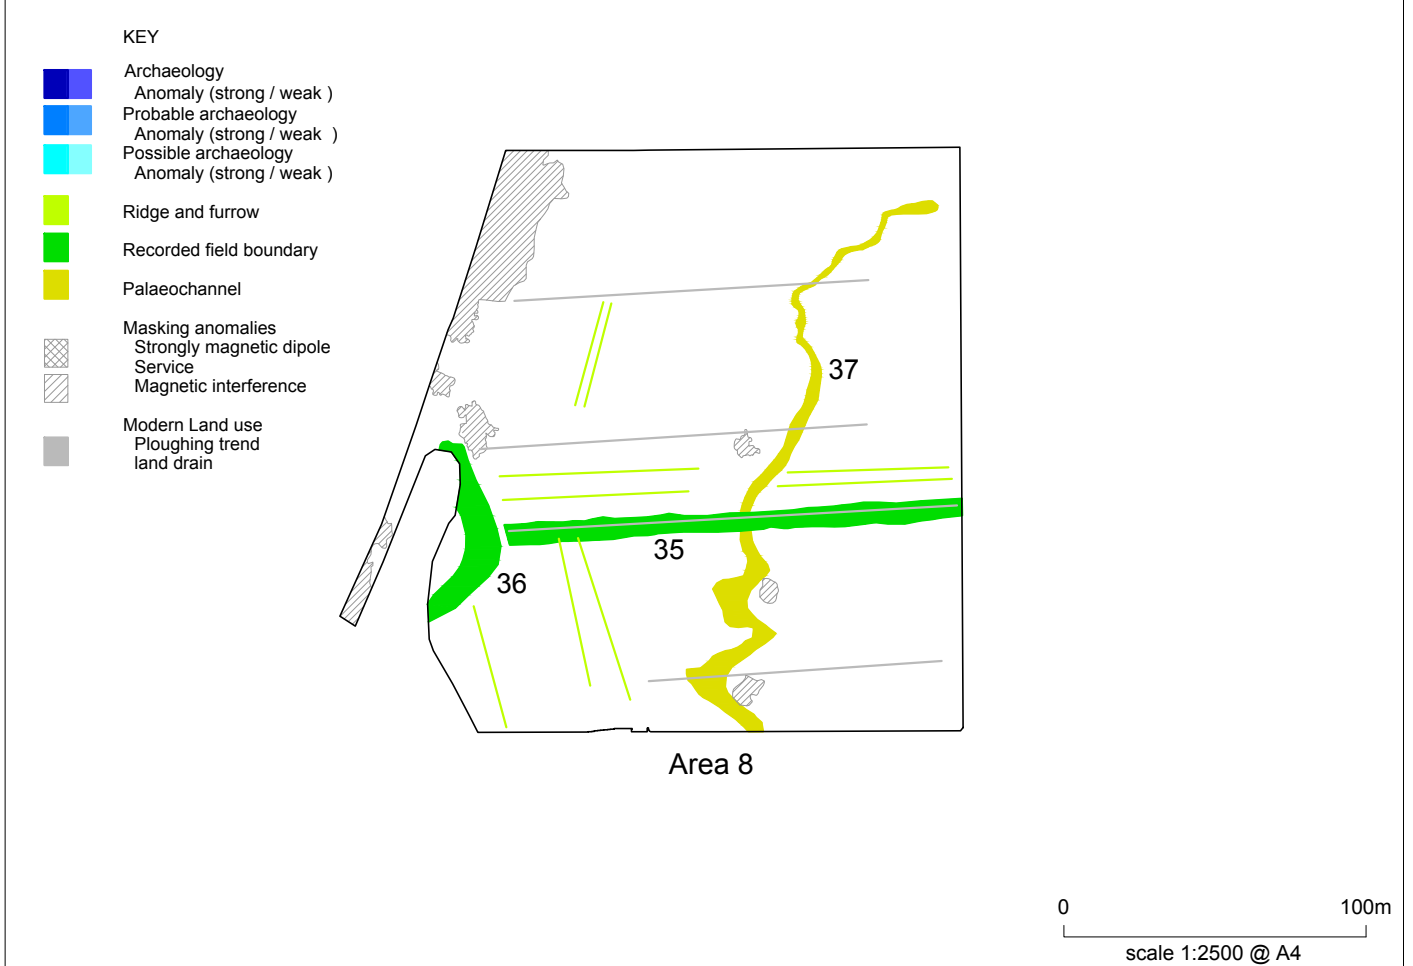 KEY
Archaeology
Anomaly (strong / weak )
Probable archaeology
Anomaly (strong / weak  )
Possible archaeology
Anomaly (strong / weak )
Ridge and furrow
Recorded field boundary
Palaeochannel
Masking anomalies
Strongly magnetic dipole
Service
Magnetic interference
Modern Land use
Ploughing trend
land drain
37
35
36
Area 8
0 100m
scale 1:2500 @ A4